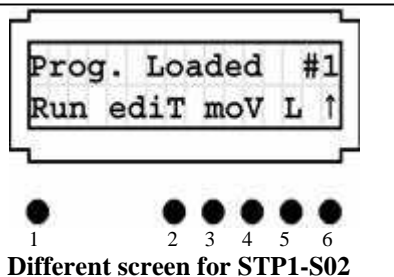 Prog. Loaded #1
Run ediT moV L ↑
1 2 3 4 5 6
Different screen for STP1-S02